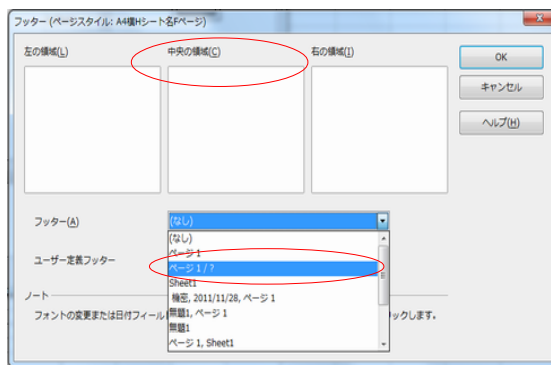 フッター (ページスタイル: A4横Hシート名Fページ)
左の領域(L)
中央の領域(C)
右の領域(I)
OK
キャンセル
ヘルプ(H)
フッター(A)
(なし)
(なし)
ページ 1
ユーザー定義フッター
ページ 1 / ?
Sheet1
ノート
機密, 2011/11/28, ページ 1
フォントの変更または日付フィール
無題1, ページ 1
リックします。
無題1
ページ 1, Sheet1